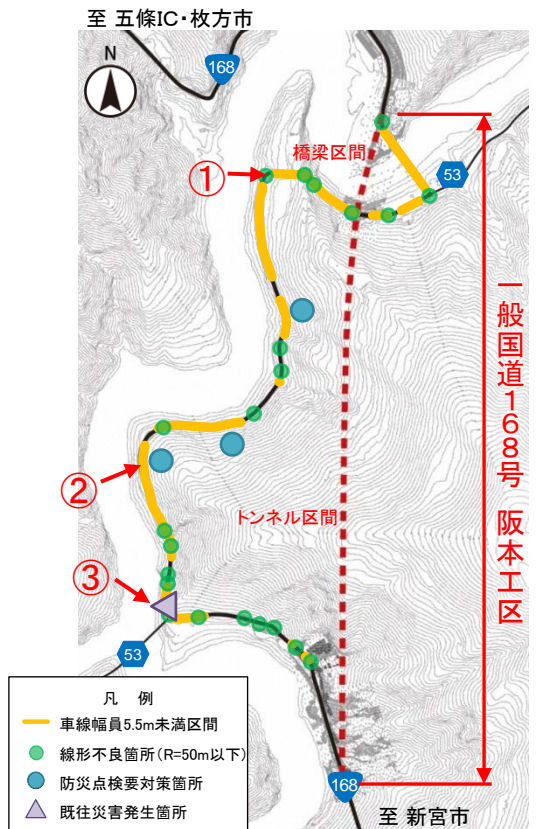 至 五條IC・枚方市
N
168
橋梁区間
①
53
一般国道168号 阪本工区
②
トンネル区間
③
53
凡 例
車線幅員5.5m未満区間
線形不良箇所(R=50m以下)
防災点検要対策箇所
既往災害発生箇所
168
至 新宮市